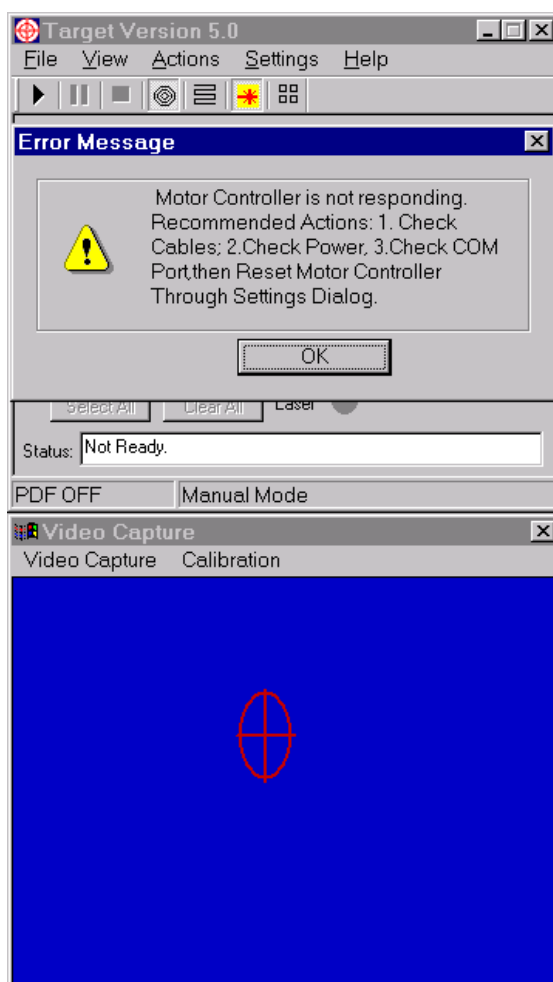 Target Version 5.0
File View Actions Settings Help
Error Message
Motor Controller is not responding.
Recommended Actions: 1. Check
Cables; 2.Check Power, 3.Check COM
Port,then Reset Motor Controller
Through Settings Dialog.
OK
Select All Clear All Laser
Status: Not Ready.
PDF OFF Manual Mode
Video Capture
Video Capture Calibration